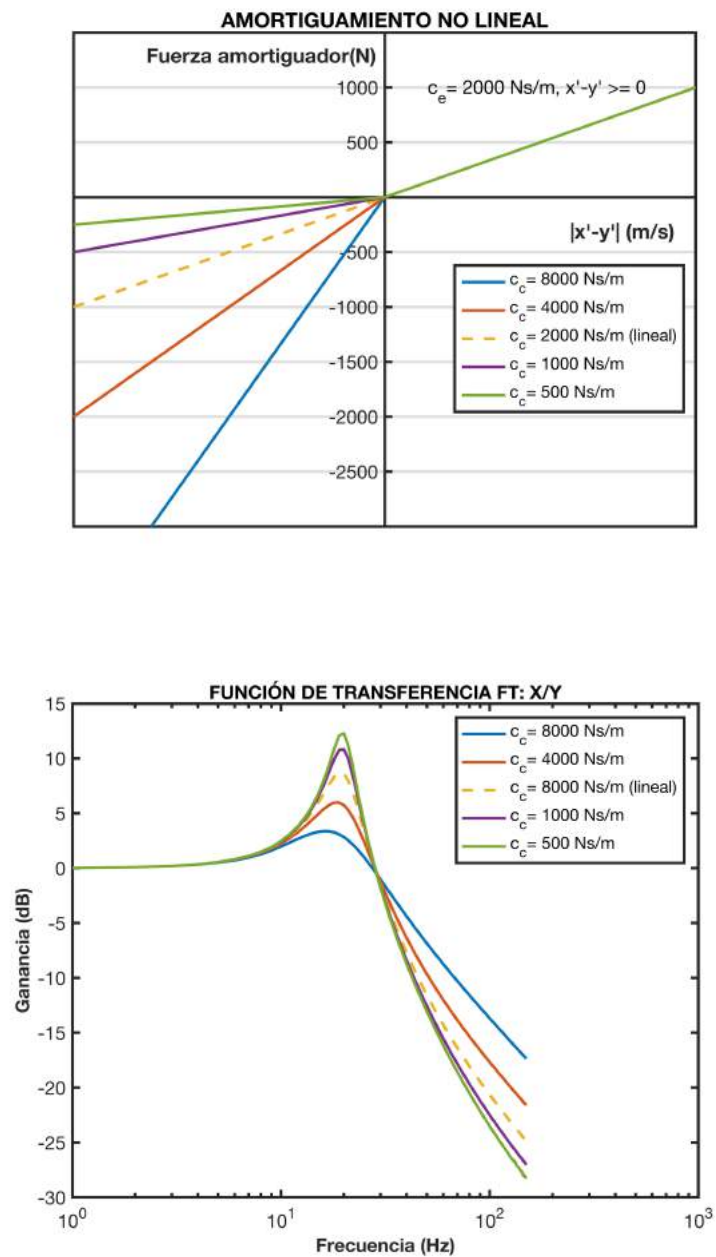 AMORTIGUAMIENTO NO LINEAL
Fuerza amortiguador(N)
c_e= 2000 Ns/m, x'-y' >= 0
1000
500
|x'-y'| (m/s)
-500
-1000
-1500
-2000
-2500
c_c= 8000 Ns/m
c_c= 4000 Ns/m
c_c= 2000 Ns/m (lineal)
c_c= 1000 Ns/m
c_c= 500 Ns/m
FUNCIÓN DE TRANSFERENCIA FT: X/Y
15
10
5
0
-5
-10
-15
-20
-25
-30
Ganancia (dB)
c_c= 8000 Ns/m
c_c= 4000 Ns/m
c_c= 8000 Ns/m (lineal)
c_c= 1000 Ns/m
c_c= 500 Ns/m
10^0 10^1 10^2 10^3
Frecuencia (Hz)